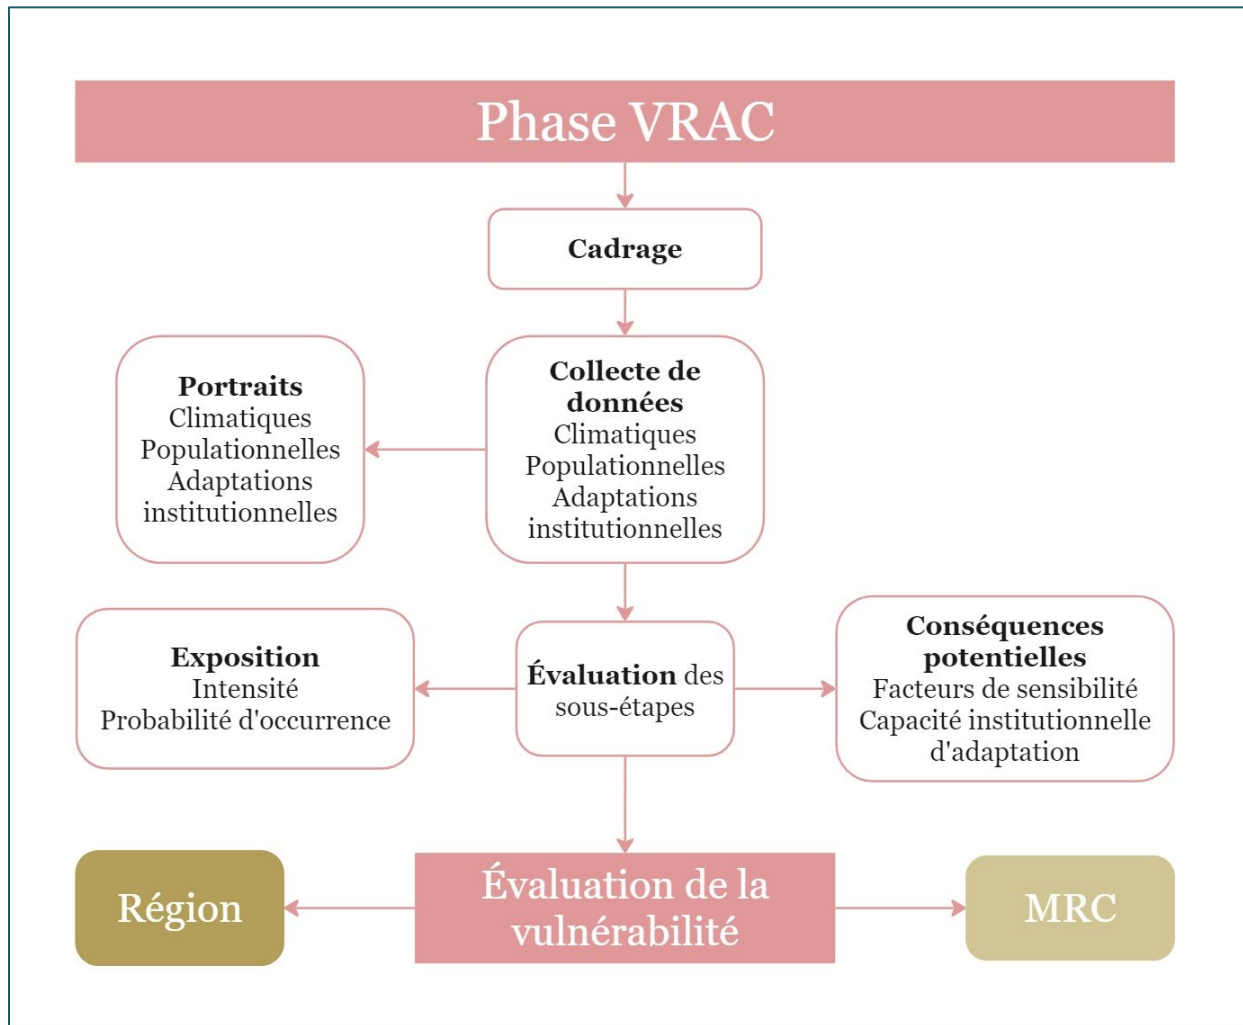 Phase VRAC
Cadrage
Portraits
Climatiques
Populationnelles
Adaptations
institutionnelles
Collecte de
données
Climatiques
Populationnelles
Adaptations
institutionnelles
Exposition
Intensité
Probabilité d'occurrence
Évaluation des
sous-étapes
Conséquences
potentielles
Facteurs de sensibilité
Capacité institutionnelle
d'adaptation
Région
Évaluation de la
vulnérabilité
MRC